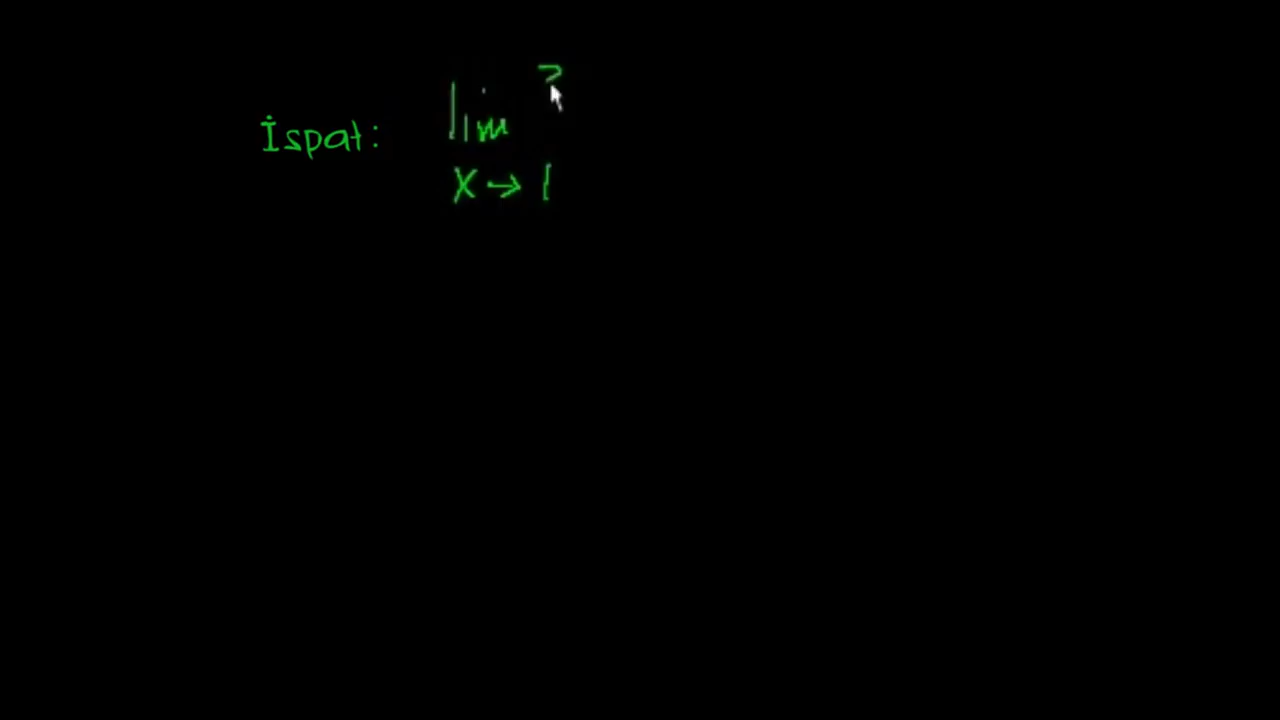 İspat: lim
x → 1